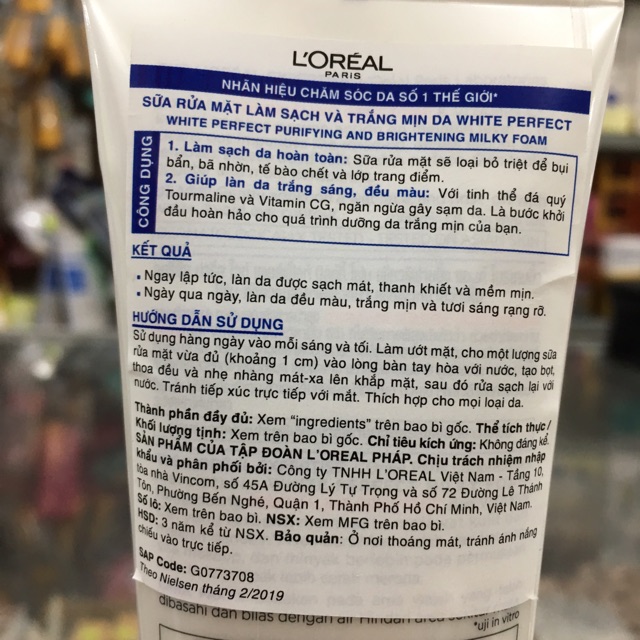 L'ORÉAL
PARIS
NHÃN HIỆU CHĂM SÓC DA SỐ 1 THẾ GIỚI*
SỮA RỬA MẶT LÀM SẠCH VÀ TRẮNG MỊN DA WHITE PERFECT
WHITE PERFECT PURIFYING AND BRIGHTENING MILKY FOAM
CÔNG DỤNG
1. Làm sạch da hoàn toàn: Sữa rửa mặt sẽ loại bỏ triệt để bụi
bẩn, bã nhờn, tế bào chết và lớp trang điểm.
2. Giúp làn da trắng sáng, đều màu: Với tinh thể đá quý
Tourmaline và Vitamin CG, ngăn ngừa gây sạm da. Là bước khởi
đầu hoàn hảo cho quá trình dưỡng da trắng mịn của bạn.
KẾT QUẢ
• Ngay lập tức, làn da được sạch mát, thanh khiết và mềm mịn.
• Ngày qua ngày, làn da đều màu, trắng mịn và tươi sáng rạng rỡ.
HƯỚNG DẪN SỬ DỤNG
Sử dụng hàng ngày vào mỗi sáng và tối. Làm ướt mặt, cho một lượng sữa
rửa mặt vừa đủ (khoảng 1 cm) vào lòng bàn tay hòa với nước, tạo bọt,
thoa đều và nhẹ nhàng mát-xa lên khắp mặt, sau đó rửa sạch lại với
nước. Tránh tiếp xúc trực tiếp với mắt. Thích hợp cho mọi loại da.
Thành phần đầy đủ: Xem "ingredients" trên bao bì gốc. Thể tích thực/
Khối lượng tịnh: Xem trên bao bì gốc. Chỉ tiêu kích ứng: Không đáng kể.
SẢN PHẨM CỦA TẬP ĐOÀN L'OREAL PHÁP. Chịu trách nhiệm nhập
khẩu và phân phối bởi: Công ty TNHH L'OREAL Việt Nam - Tầng 10,
tòa nhà Vincom, số 45A Đường Lý Tự Trọng và số 72 Đường Lê Thánh
Tôn, Phường Bến Nghé, Quận 1, Thành Phố Hồ Chí Minh, Việt Nam.
Số lô: Xem trên bao bì. NSX: Xem MFG trên bao bì.
HSD: 3 năm kể từ NSX. Bảo quản: Ở nơi thoáng mát, tránh ánh nắng
chiếu vào trực tiếp.
SAP Code: G0773708
Theo Nielsen tháng 2/2019
dibasahi dan bilas dengan air. Hindari area
*uji in vitro